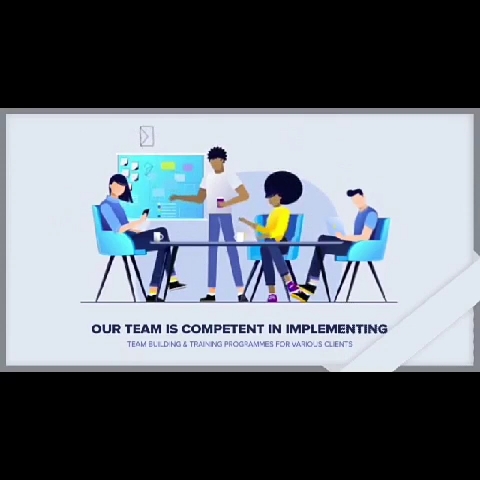 OUR TEAM IS COMPETENT IN IMPLEMENTING
TEAM BUILDING & TRAINING PROGRAMMES FOR VARIOUS CLIENTS